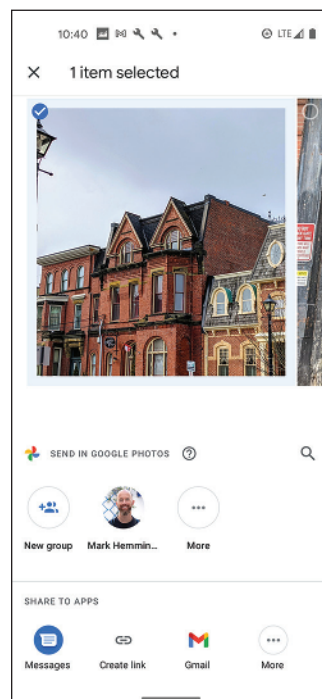 10:40
LTE
1 item selected
SEND IN GOOGLE PHOTOS
New group Mark Hemmin... More
SHARE TO APPS
Messages Create link Gmail More